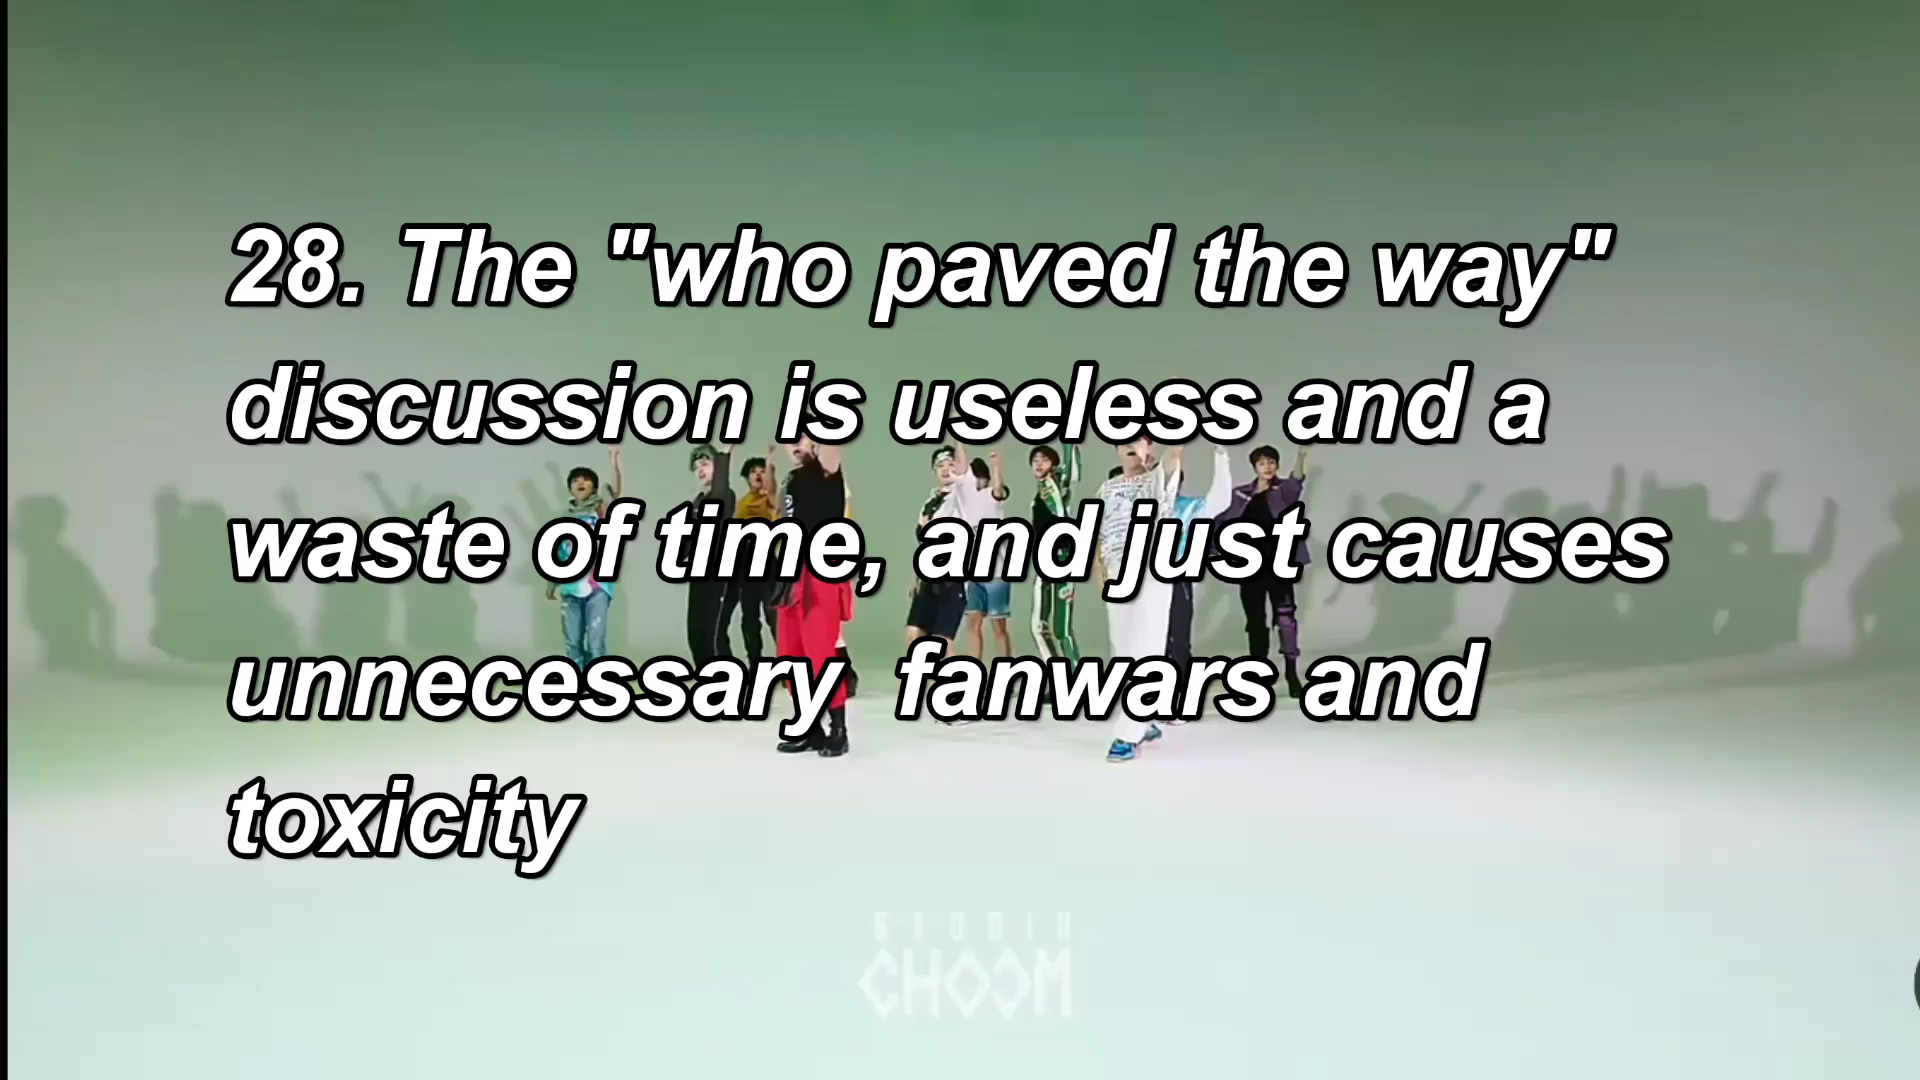 28. The "who paved the way"
discussion is useless and a
waste of time, and just causes
unnecessary  fanwars and
toxicity
STUDIO
CHOOM